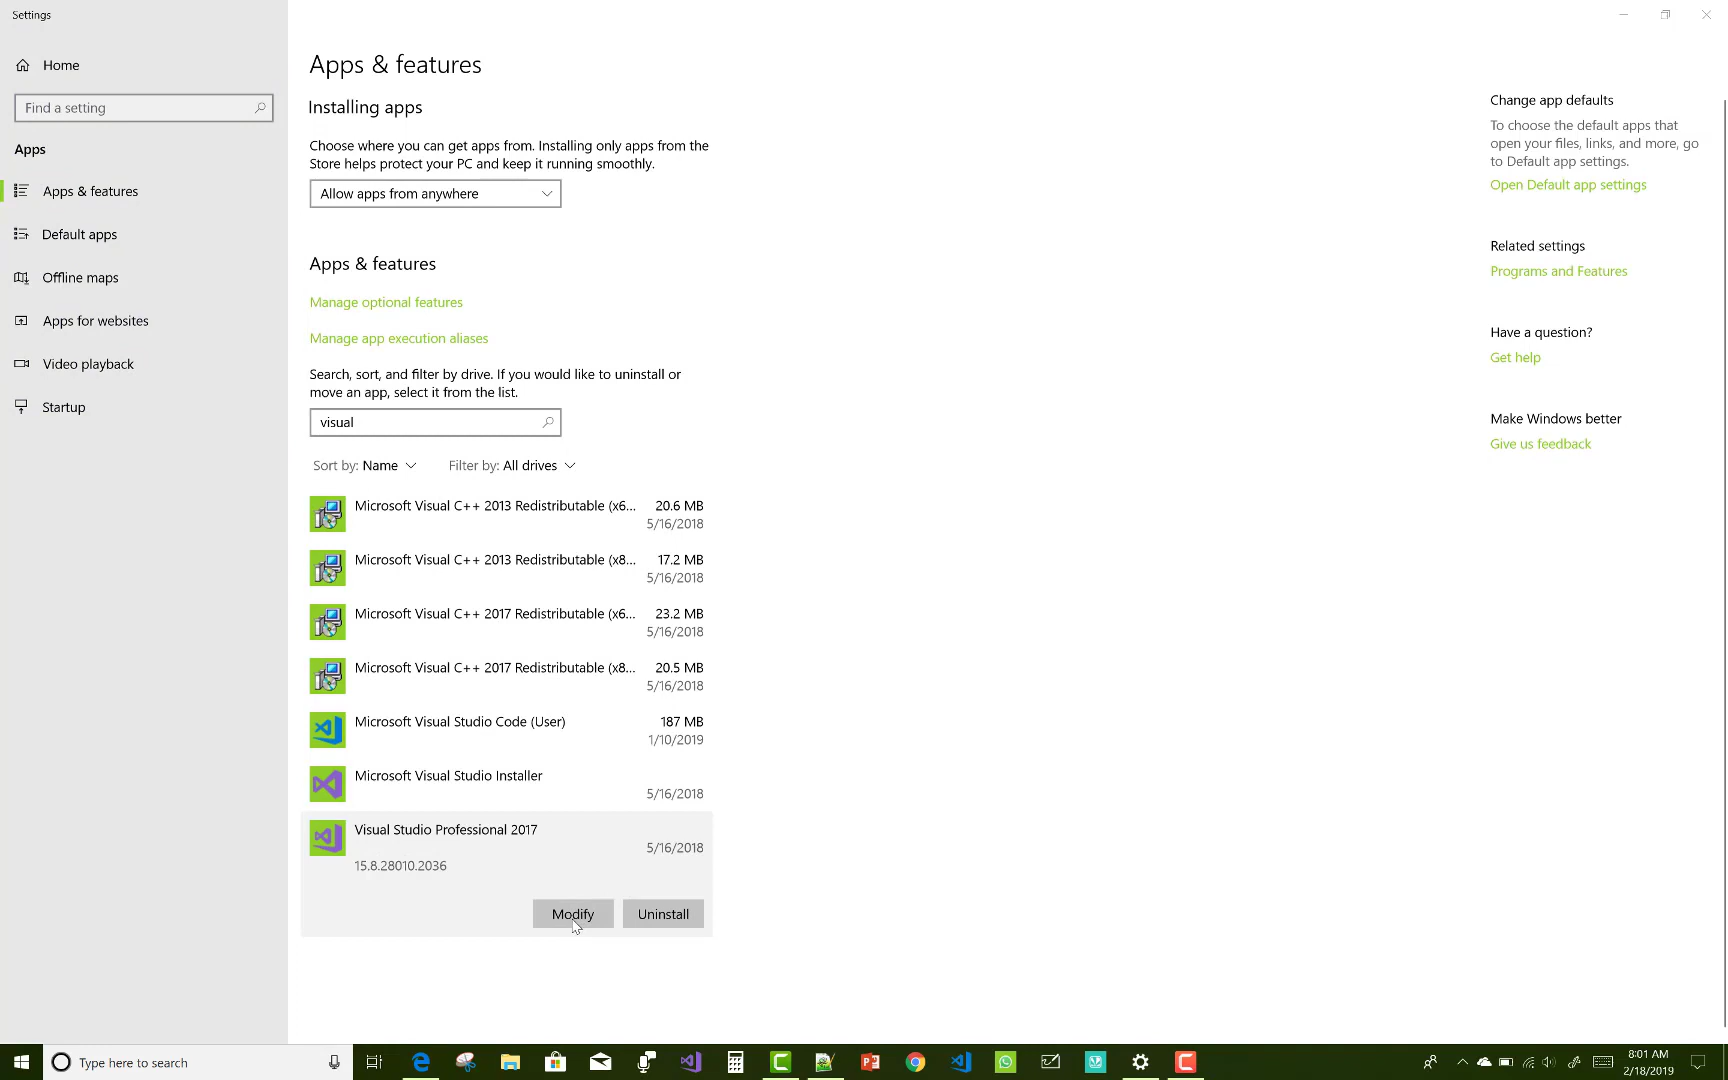 Settings
Home
Find a setting
Apps
Apps & features
Default apps
Offline maps
Apps for websites
Video playback
Startup
Apps & features
Installing apps
Choose where you can get apps from. Installing only apps from the
Store helps protect your PC and keep it running smoothly.
Allow apps from anywhere
Apps & features
Manage optional features
Manage app execution aliases
Search, sort, and filter by drive. If you would like to uninstall or
move an app, select it from the list.
visual
Sort by: Name Filter by: All drives
Microsoft Visual C++ 2013 Redistributable (x6... 20.6 MB
5/16/2018
Microsoft Visual C++ 2013 Redistributable (x8... 17.2 MB
5/16/2018
Microsoft Visual C++ 2017 Redistributable (x6... 23.2 MB
5/16/2018
Microsoft Visual C++ 2017 Redistributable (x8... 20.5 MB
5/16/2018
Microsoft Visual Studio Code (User) 187 MB
1/10/2019
Microsoft Visual Studio Installer
5/16/2018
Visual Studio Professional 2017
5/16/2018
15.8.28010.2036
Modify Uninstall
Change app defaults
To choose the default apps that
open your files, links, and more, go
to Default app settings.
Open Default app settings
Related settings
Programs and Features
Have a question?
Get help
Make Windows better
Give us feedback
Type here to search
8:01 AM
2/18/2019